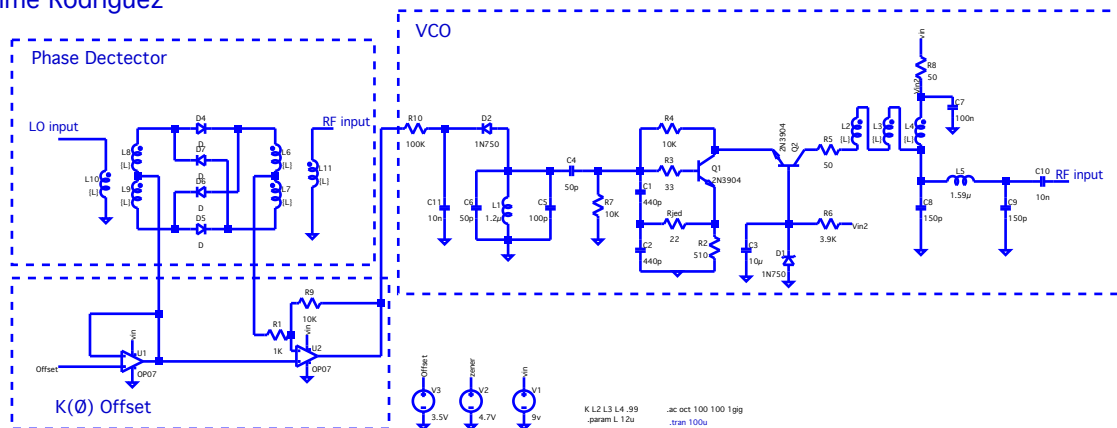 me Rodriguez
VCO
Phase Dectector
LO input
RF input
L10
[L]
L8
[L]
L9
[L]
D4
D
D7
D
D6
D
D5
D
L6
[L]
L7
[L]
L11
[L]
R10
100K
D2
1N750
C11
10n
C6
50p
L1
1.2µ
C5
100p
C4
50p
R7
10K
R4
10K
R3
33
C1
440p
Rjed
22
C2
440p
R2
510
Q1
2N3904
2N3904
Q2
R5
50
L2
[L]
L3
[L]
L4
[L]
vin
R8
50
Vin2
C7
100n
C3
10µ
D1
1N750
R6
3.9K
Vin2
C8
150p
L5
1.59µ
C9
150p
C10
10n
RF input
R9
10K
R1
1K
vin
U1
OP07
vin
U2
OP07
Offset
K(Ø) Offset
Offset
V3
3.5V
zener
V2
4.7V
vin
V1
9v
K L2 L3 L4 .99
.param L 12u
.ac oct 100 100 1gig
.tran 100u